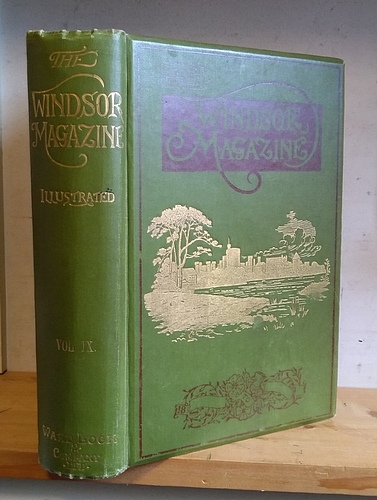 THE
WINDSOR
MAGAZINE
ILLUSTRATED
VOL IX.
WARD, LOCK
WINDSOR
MAGAZINE